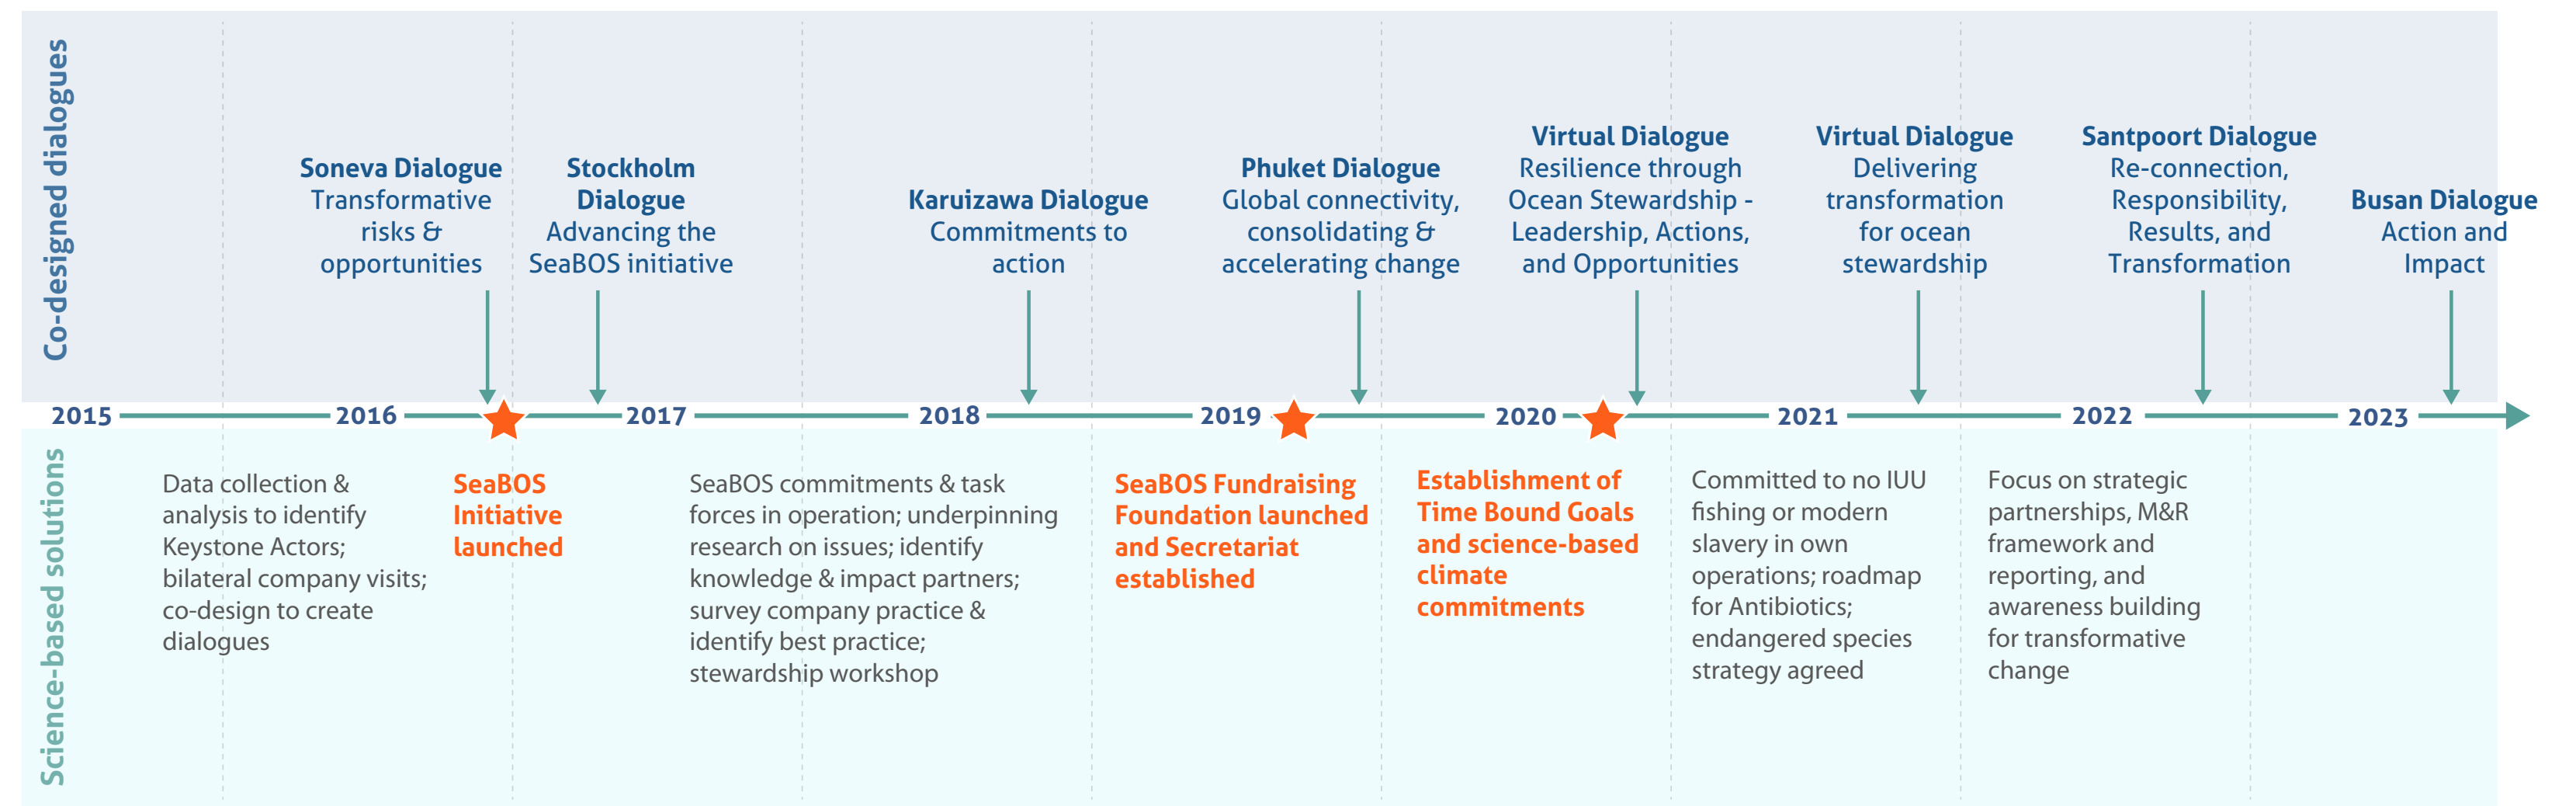 Co-designed dialogues
Soneva Dialogue
Transformative
risks &
opportunities
Stockholm
Dialogue
Advancing the
SeaBOS initiative
Karuizawa Dialogue
Commitments to
action
Phuket Dialogue
Global connectivity,
consolidating &
accelerating change
Virtual Dialogue
Resilience through
Ocean Stewardship -
Leadership, Actions,
and Opportunities
Virtual Dialogue
Delivering
transformation
for ocean
stewardship
Santpoort Dialogue
Re-connection,
Responsibility,
Results, and
Transformation
Busan Dialogue
Action and
Impact
2015
2016
2017
2018
2019
2020
2021
2022
2023
Science-based solutions
Data collection &
analysis to identify
Keystone Actors;
bilateral company visits;
co-design to create
dialogues
SeaBOS
Initiative
launched
SeaBOS commitments & task
forces in operation; underpinning
research on issues; identify
knowledge & impact partners;
survey company practice &
identify best practice;
stewardship workshop
SeaBOS Fundraising
Foundation launched
and Secretariat
established
Establishment of
Time Bound Goals
and science-based
climate
commitments
Committed to no IUU
fishing or modern
slavery in own
operations; roadmap
for Antibiotics;
endangered species
strategy agreed
Focus on strategic
partnerships, M&R
framework and
reporting, and
awareness building
for transformative
change